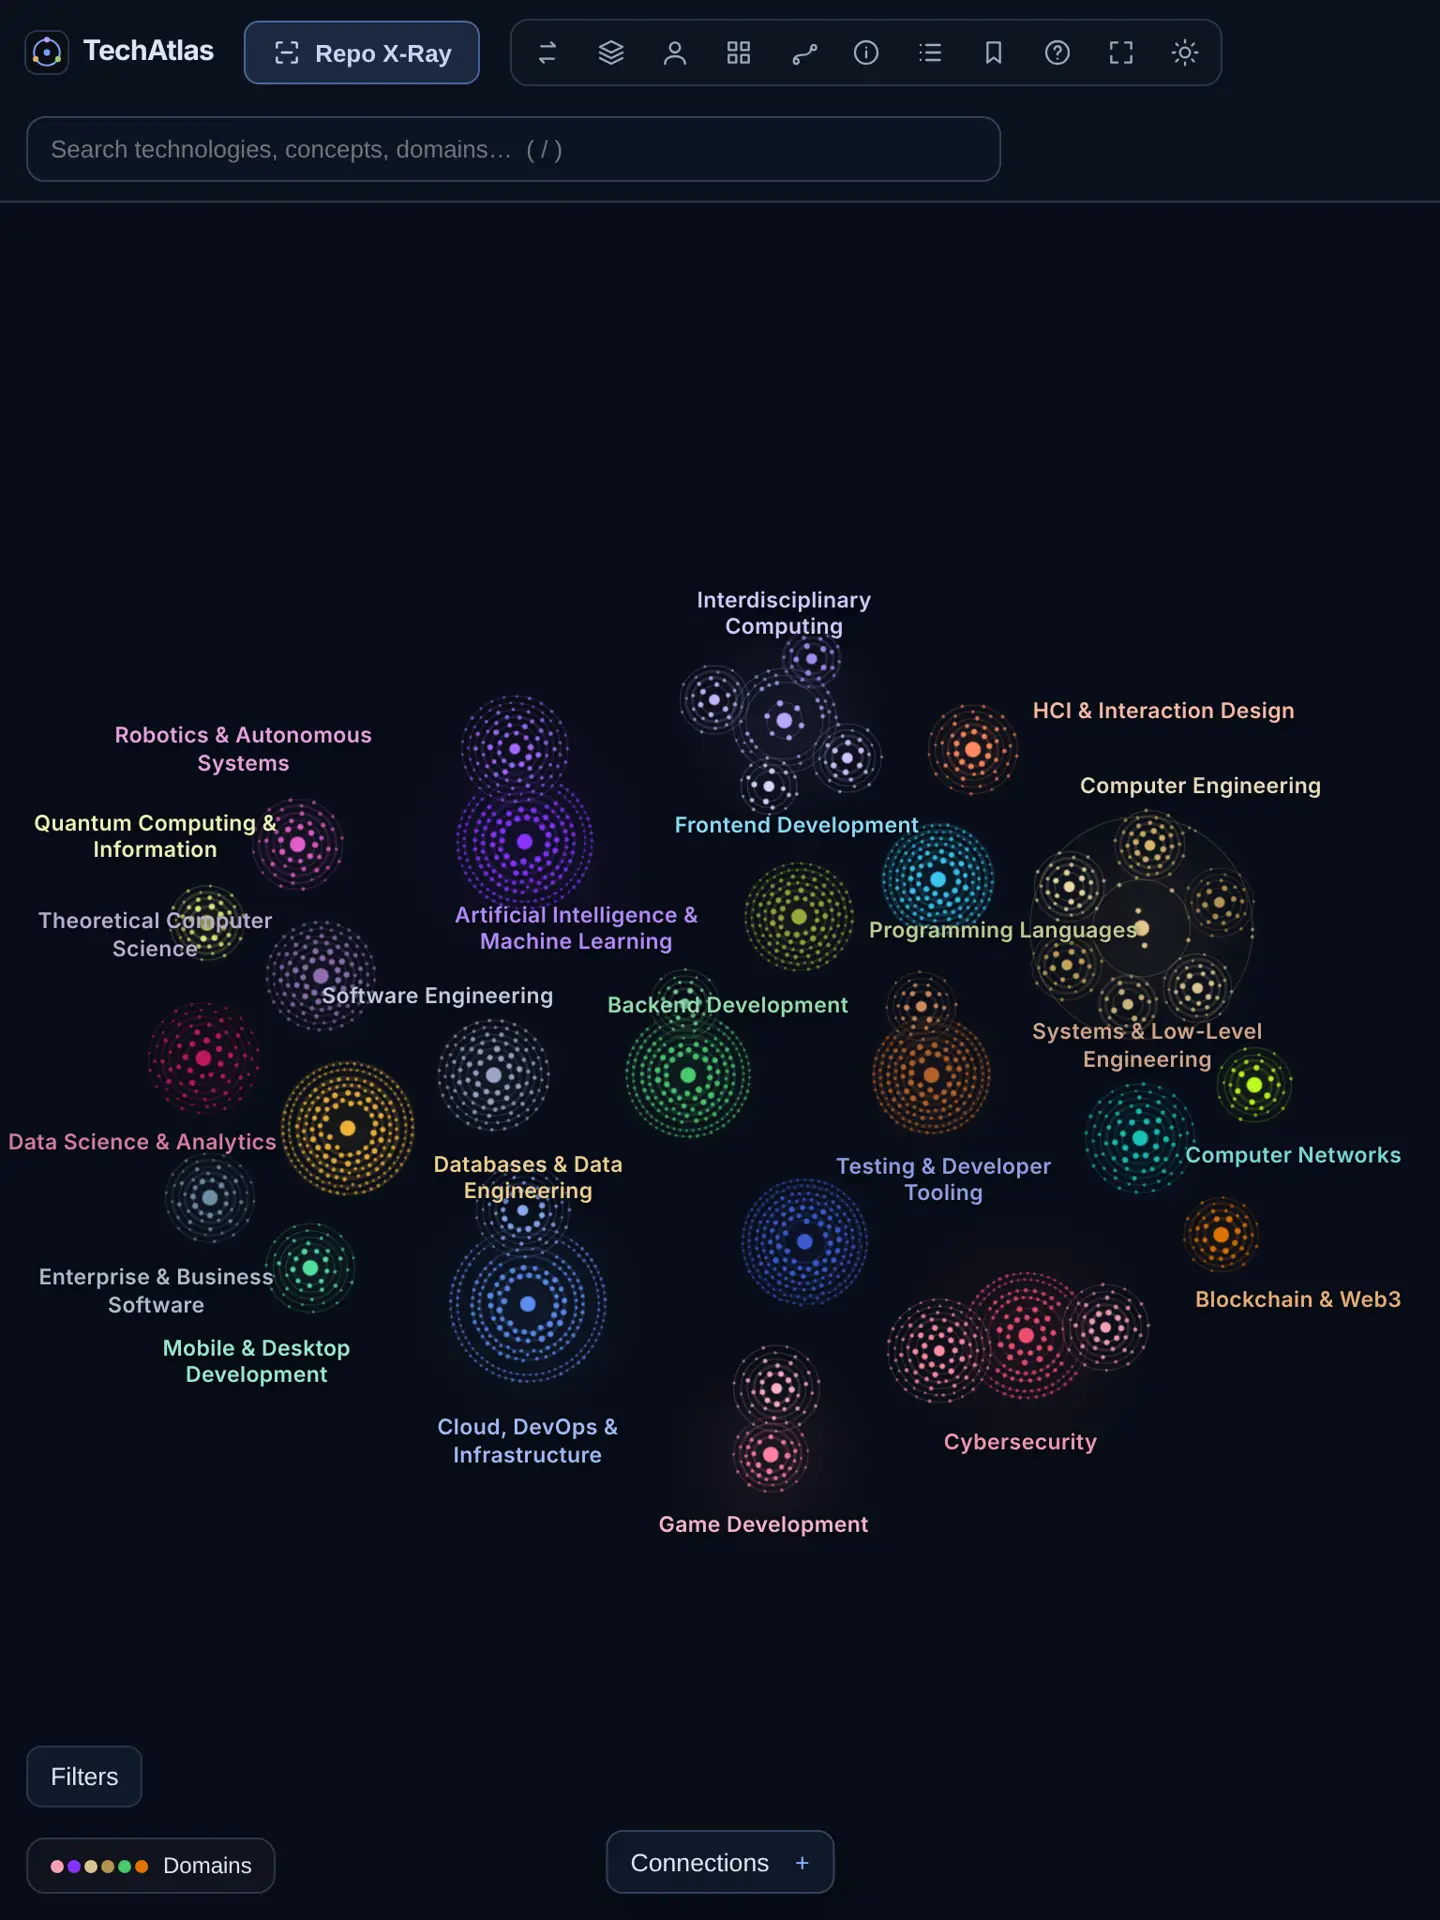 TechAtlas
Repo X-Ray
Search technologies, concepts, domains… ( / )
Interdisciplinary
Computing
HCI & Interaction Design
Robotics & Autonomous
Systems
Computer Engineering
Quantum Computing &
Information
Frontend Development
Theoretical Computer
Science
Artificial Intelligence &
Machine Learning
Programming Languages
Software Engineering
Backend Development
Systems & Low-Level
Engineering
Data Science & Analytics
Computer Networks
Databases & Data
Engineering
Testing & Developer
Tooling
Enterprise & Business
Software
Blockchain & Web3
Mobile & Desktop
Development
Cloud, DevOps &
Infrastructure
Cybersecurity
Game Development
Filters
Domains
Connections +